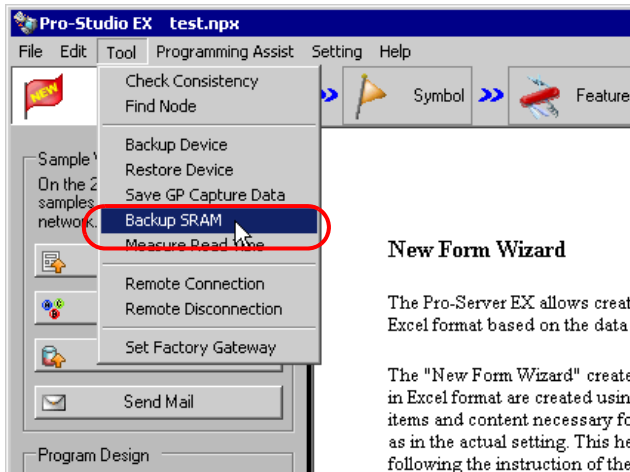 Pro-Studio EX test.npx
File Edit Tool Programming Assist Setting Help
NEW
Symbol
Feature
Check Consistency
Find Node
Backup Device
Restore Device
Save GP Capture Data
Backup SRAM
Measure Read Time
Remote Connection
Remote Disconnection
Set Factory Gateway
Sample
On the 2
samples
network.
Send Mail
Program Design
New Form Wizard
The Pro-Server EX allows creat
Excel format based on the data
The "New Form Wizard" create
in Excel format are created usin
items and content necessary fo
as in the actual setting. This he
following the instruction of the